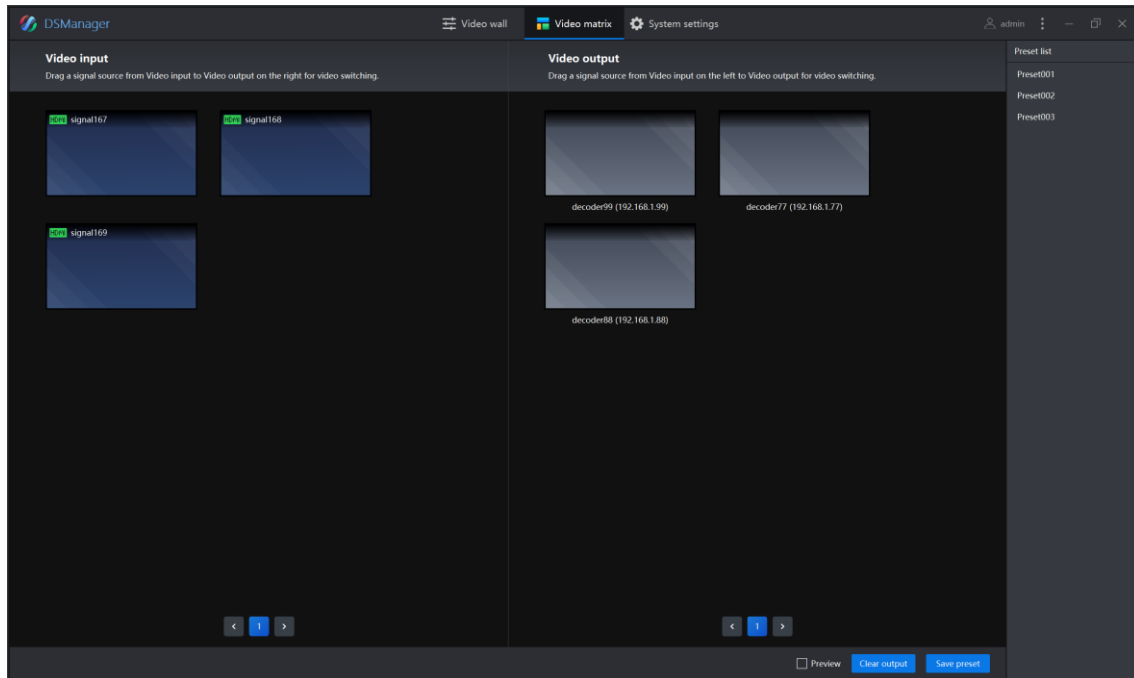 DSManager
Video wall
Video matrix
System settings
admin
Video input
Drag a signal source from Video input to Video output on the right for video switching.
Video output
Drag a signal source from Video input on the left to Video output for video switching.
Preset list
Preset001
Preset002
Preset003
HDMI signal167
HDMI signal168
HDMI signal169
decoder99 (192.168.1.99)
decoder77 (192.168.1.77)
decoder88 (192.168.1.88)
1
1
Preview
Clear output
Save preset